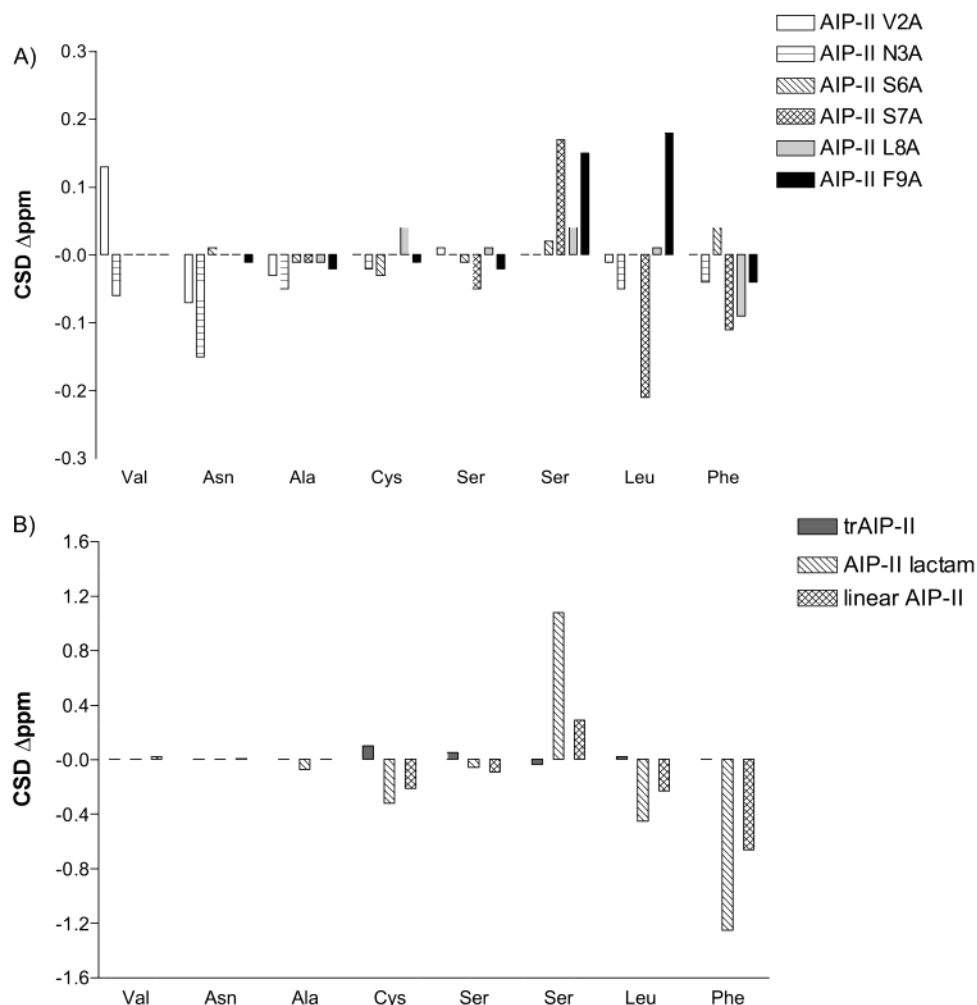 A)
AIP-II V2A
AIP-II N3A
AIP-II S6A
AIP-II S7A
AIP-II L8A
AIP-II F9A
CSD Δppm
0.3
0.2
0.1
-0.0
-0.1
-0.2
-0.3
Val Asn Ala Cys Ser Ser Leu Phe
B)
trAIP-II
AIP-II lactam
linear AIP-II
CSD Δppm
1.6
1.2
0.8
0.4
-0.0
-0.4
-0.8
-1.2
-1.6
Val Asn Ala Cys Ser Ser Leu Phe